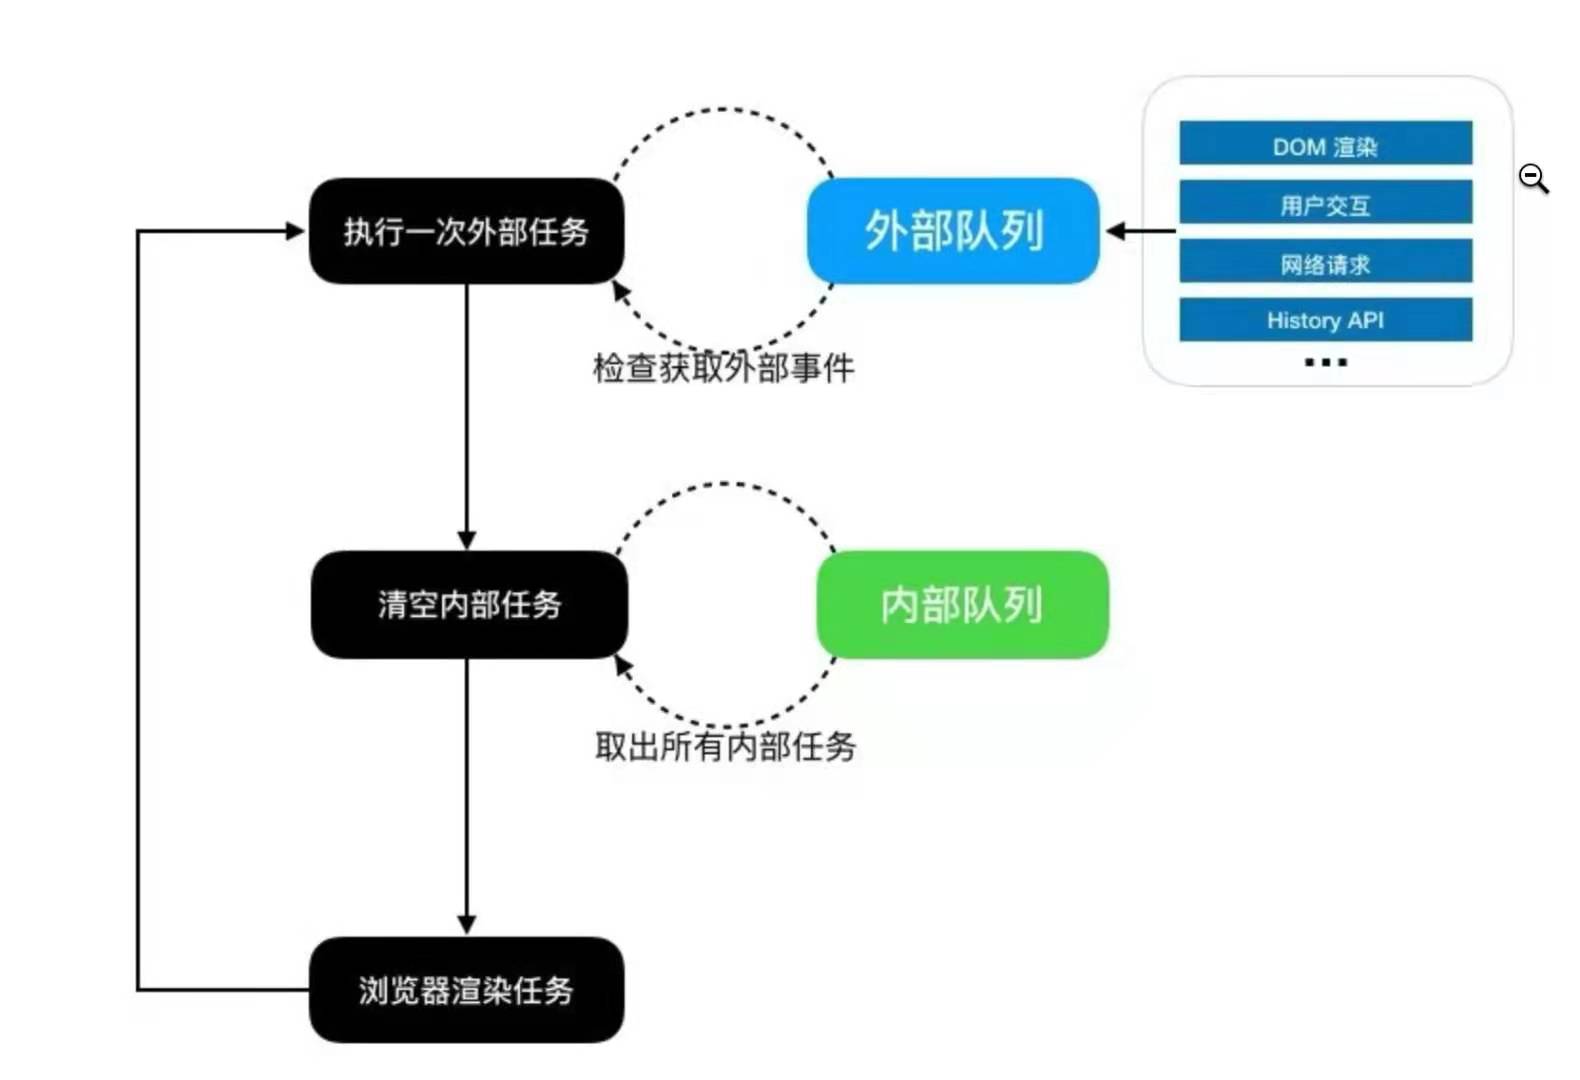 DOM 渲染
用户交互
网络请求
History API
...
执行一次外部任务
外部队列
检查获取外部事件
清空内部任务
内部队列
取出所有内部任务
浏览器渲染任务